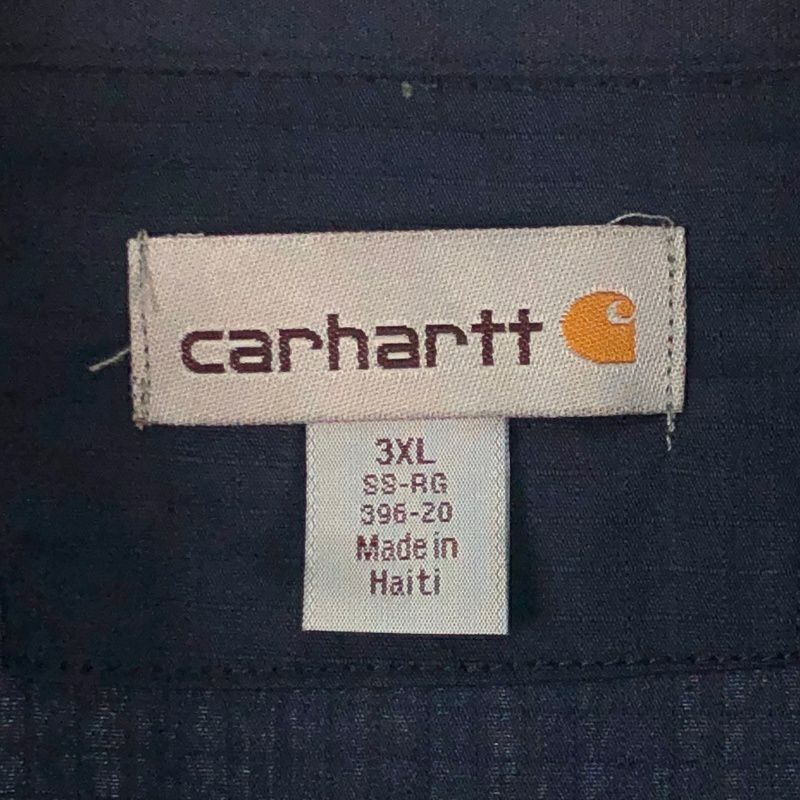 carhartt
3XL
SS-RG
396-20
Made in
Haiti